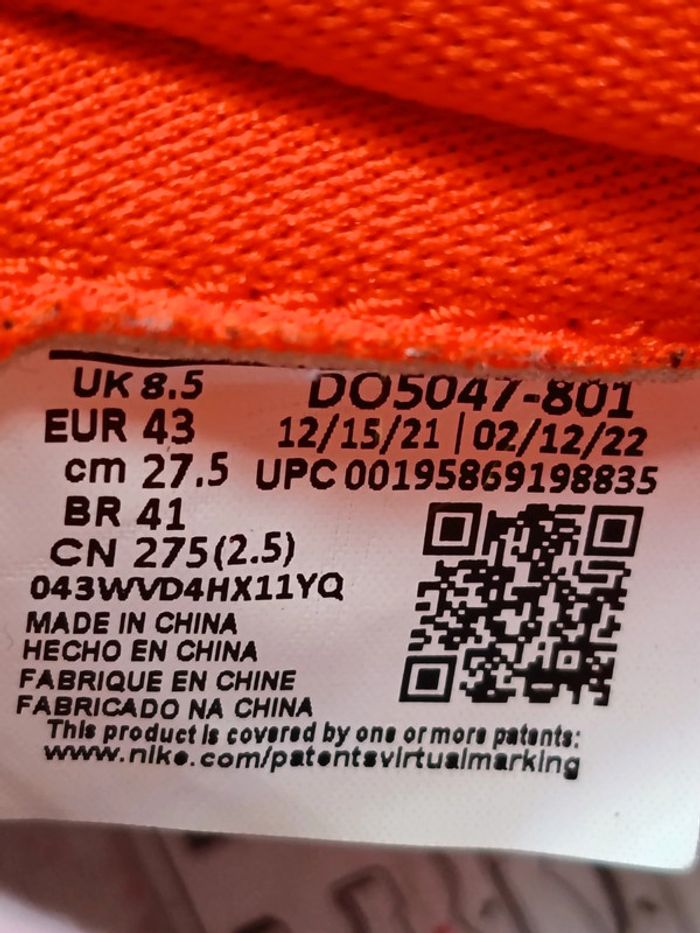 UK 8.5 DO5047-801
EUR 43 12/15/21 | 02/12/22
cm 27.5 UPC 00195869198835
BR 41
CN 275(2.5)
043WVD4HX11YQ
MADE IN CHINA
HECHO EN CHINA
FABRIQUE EN CHINE
FABRICADO NA CHINA
This product is covered by one or more patents:
www.nike.com/patentsvirtualmarking